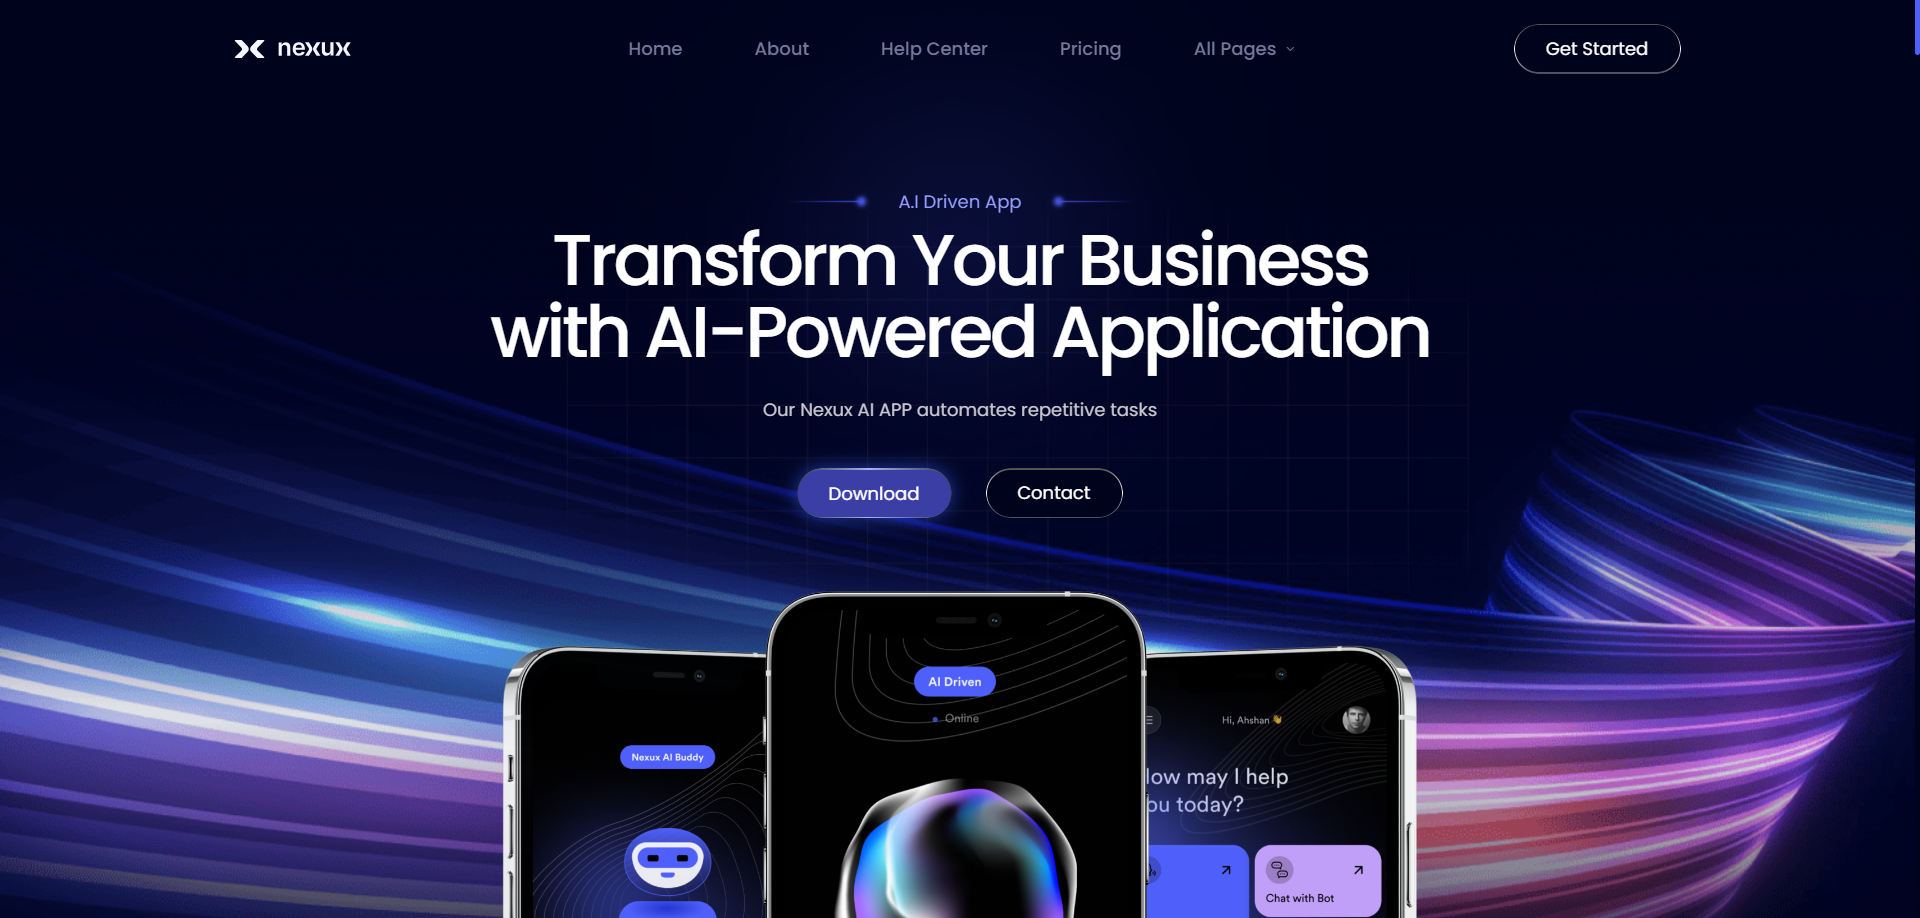 nexux
Home
About
Help Center
Pricing
All Pages
Get Started
A.I Driven App
Transform Your Business
with AI-Powered Application
Our Nexux AI APP automates repetitive tasks
Download
Contact
AI Driven
Online
Nexux AI Buddy
Hi, Ahshan 👋
may I help
today?
Chat with Bot